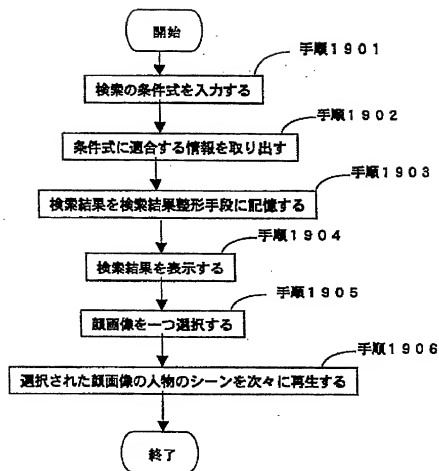 開始
手順1901
検索の条件式を入力する
手順1902
条件式に適合する情報を取り出す
手順1903
検索結果を検索結果整形手段に記憶する
手順1904
検索結果を表示する
手順1905
顔画像を一つ選択する
手順1906
選択された顔画像の人物のシーンを次々に再生する
終了